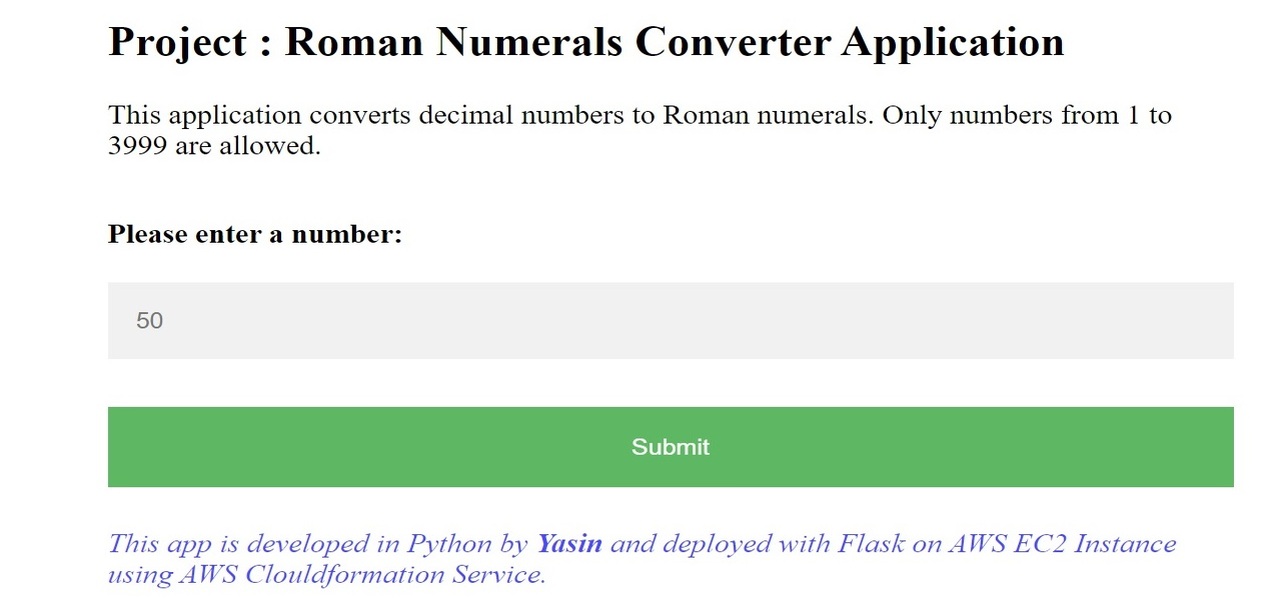 Project : Roman Numerals Converter Application
This application converts decimal numbers to Roman numerals. Only numbers from 1 to
3999 are allowed.
Please enter a number:
50
Submit
This app is developed in Python by Yasin and deployed with Flask on AWS EC2 Instance
using AWS Clouldformation Service.